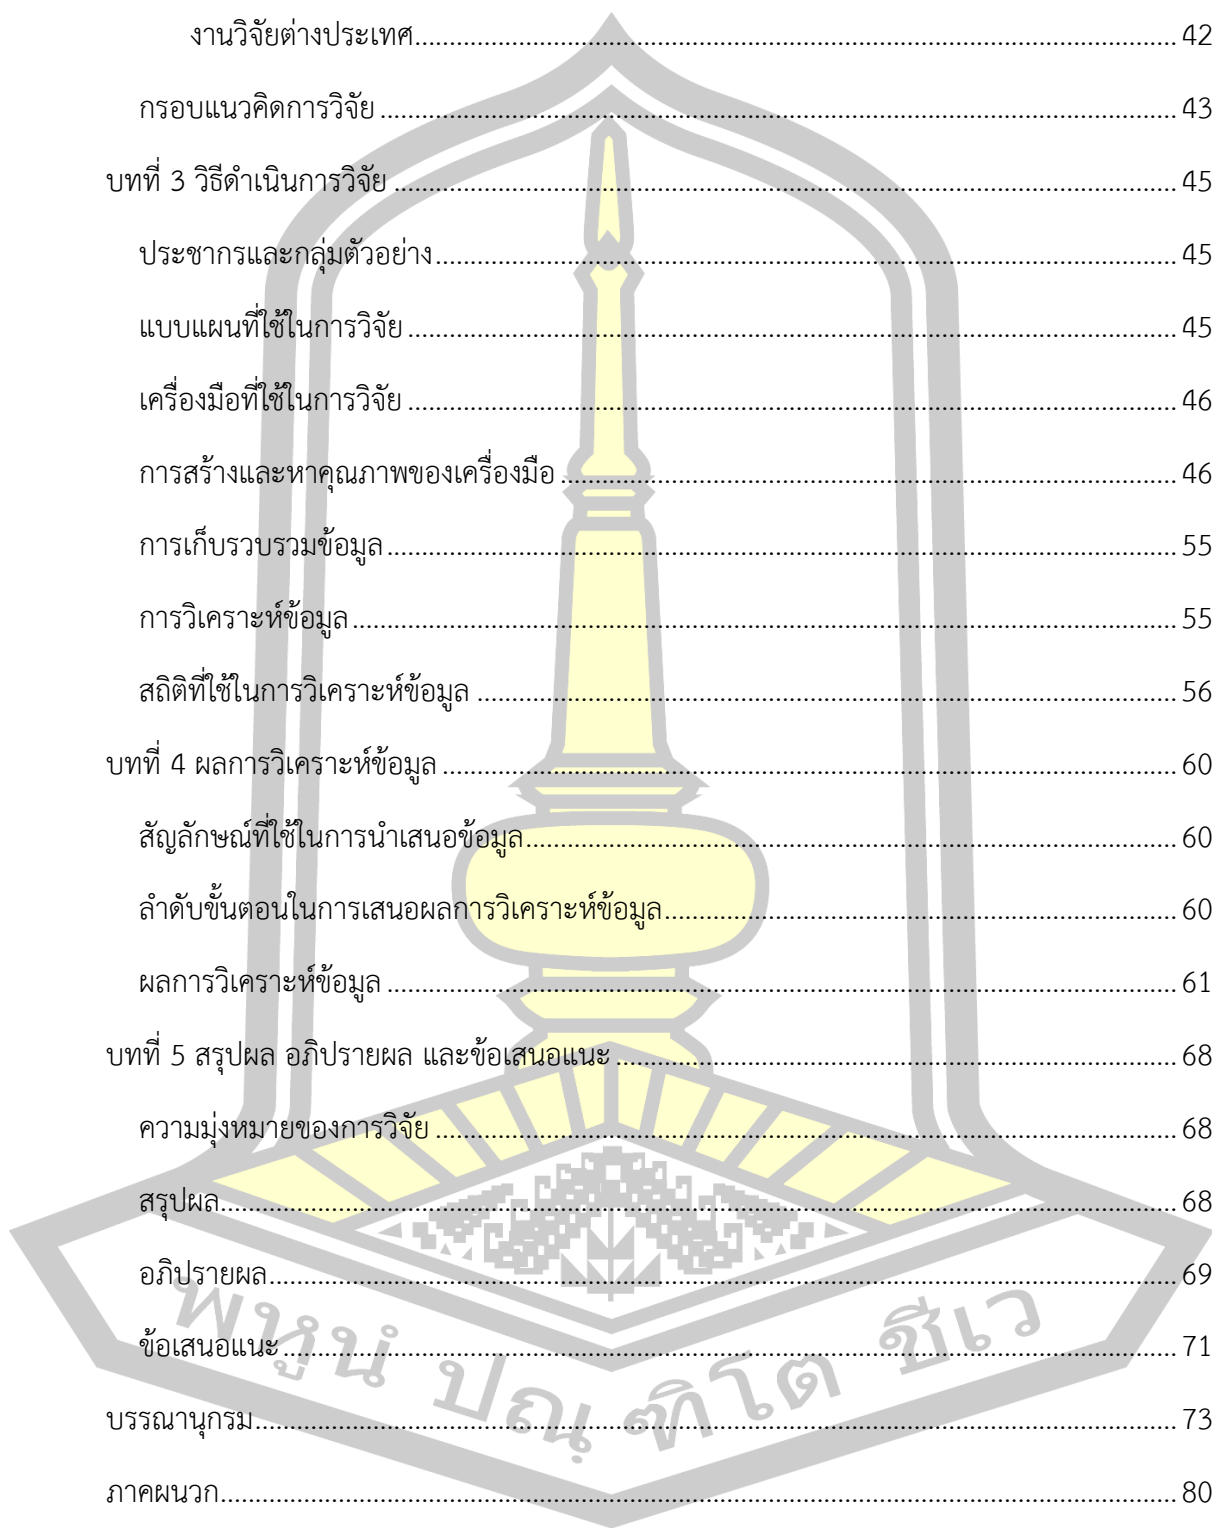 งานวิจัยต่างประเทศ.......................................................................................................... 42
กรอบแนวคิดการวิจัย ............................................................................................................. 43
บทที่ 3 วิธีดำเนินการวิจัย ........................................................................................................... 45
ประชากรและกลุ่มตัวอย่าง..................................................................................................... 45
แบบแผนที่ใช้ในการวิจัย ......................................................................................................... 45
เครื่องมือที่ใช้ในการวิจัย ......................................................................................................... 46
การสร้างและหาคุณภาพของเครื่องมือ ..................................................................................... 46
การเก็บรวบรวมข้อมูล............................................................................................................ 55
การวิเคราะห์ข้อมูล................................................................................................................. 55
สถิติที่ใช้ในการวิเคราะห์ข้อมูล ................................................................................................ 56
บทที่ 4 ผลการวิเคราะห์ข้อมูล ..................................................................................................... 60
สัญลักษณ์ที่ใช้ในการนำเสนอข้อมูล.......................................................................................... 60
ลำดับขั้นตอนในการเสนอผลการวิเคราะห์ข้อมูล....................................................................... 60
ผลการวิเคราะห์ข้อมูล ............................................................................................................ 61
บทที่ 5 สรุปผล อภิปรายผล และข้อเสนอแนะ ............................................................................. 68
ความมุ่งหมายของการวิจัย ...................................................................................................... 68
สรุปผล................................................................................................................................... 68
อภิปรายผล............................................................................................................................ 69
ข้อเสนอแนะ .......................................................................................................................... 71
บรรณานุกรม................................................................................................................................ 73
ภาคผนวก..................................................................................................................................... 80
พหูนํ ปณฺฑิโต ชีเว